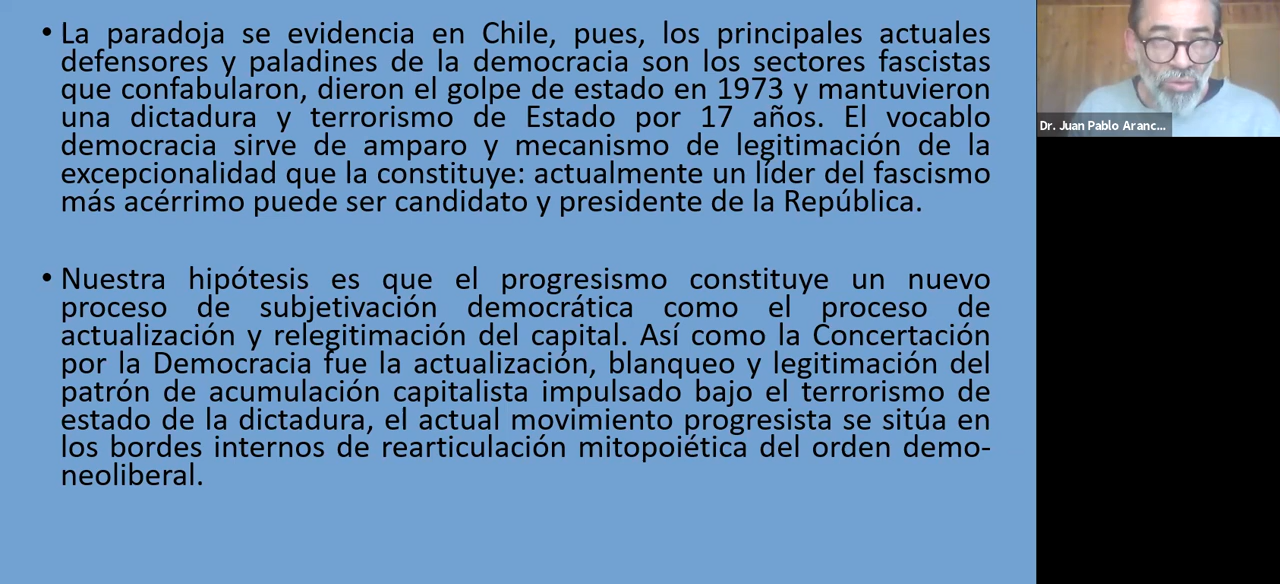 • La paradoja se evidencia en Chile, pues, los principales actuales
defensores y paladines de la democracia son los sectores fascistas
que confabularon, dieron el golpe de estado en 1973 y mantuvieron
una dictadura y terrorismo de Estado por 17 años. El vocablo
democracia sirve de amparo y mecanismo de legitimación de la
excepcionalidad que la constituye: actualmente un líder del fascismo
más acérrimo puede ser candidato y presidente de la República.
• Nuestra hipótesis es que el progresismo constituye un nuevo
proceso de subjetivación democrática como el proceso de
actualización y relegitimación del capital. Así como la Concertación
por la Democracia fue la actualización, blanqueo y legitimación del
patrón de acumulación capitalista impulsado bajo el terrorismo de
estado de la dictadura, el actual movimiento progresista se sitúa en
los bordes internos de rearticulación mitopoiética del orden demo-
neoliberal.
Dr. Juan Pablo Aranc...